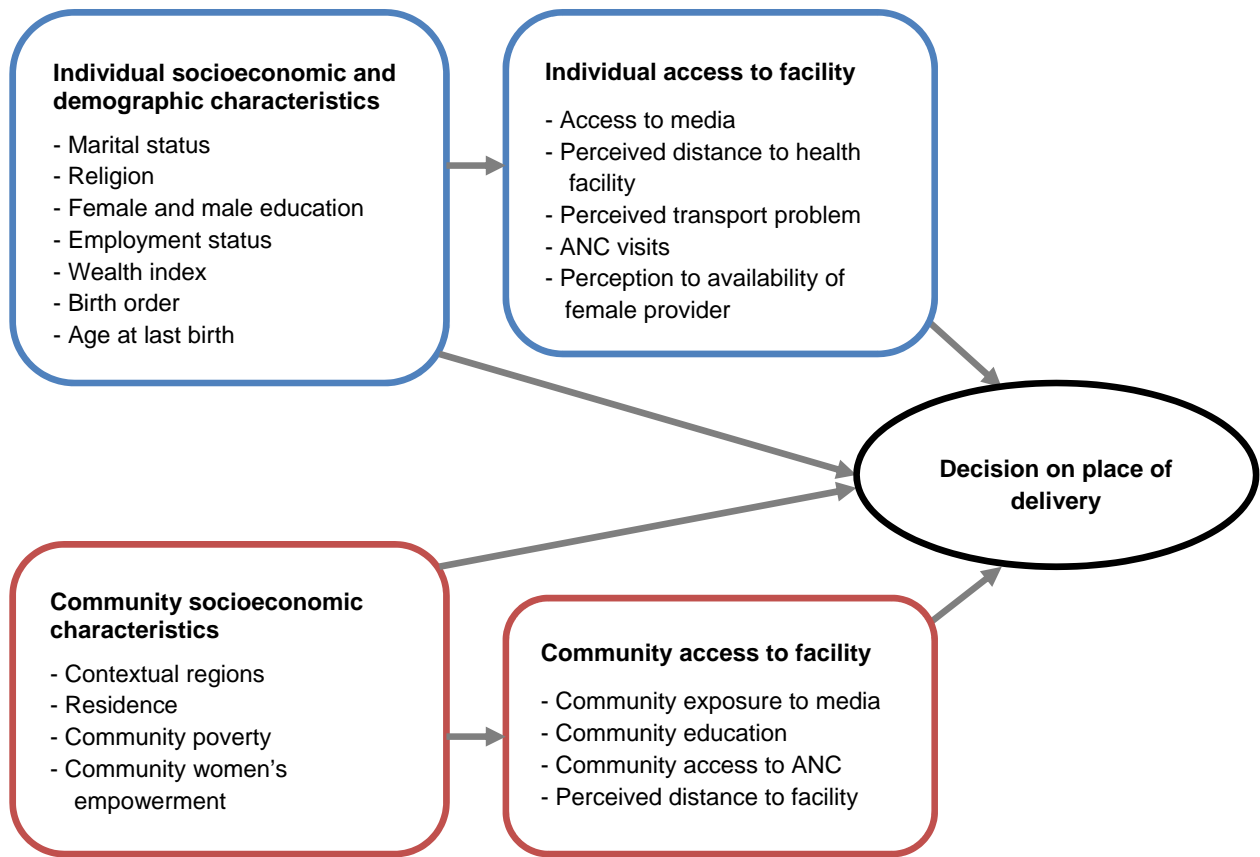 Individual socioeconomic and
demographic characteristics
- Marital status
- Religion
- Female and male education
- Employment status
- Wealth index
- Birth order
- Age at last birth
Individual access to facility
- Access to media
- Perceived distance to health
facility
- Perceived transport problem
- ANC visits
- Perception to availability of
female provider
Decision on place of
delivery
Community socioeconomic
characteristics
- Contextual regions
- Residence
- Community poverty
- Community women's
empowerment
Community access to facility
- Community exposure to media
- Community education
- Community access to ANC
- Perceived distance to facility